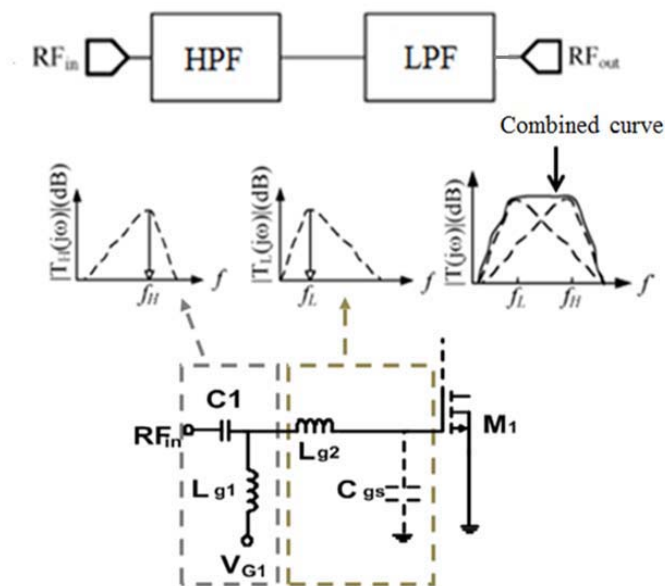 RFin HPF LPF RFout
Combined curve
|TH(jω)|(dB)
fH
f
|TL(jω)|(dB)
fL
f
|T(jω)|(dB)
fL
fH
f
C1
RFin
Lg1
VG1
Lg2
Cgs
M1